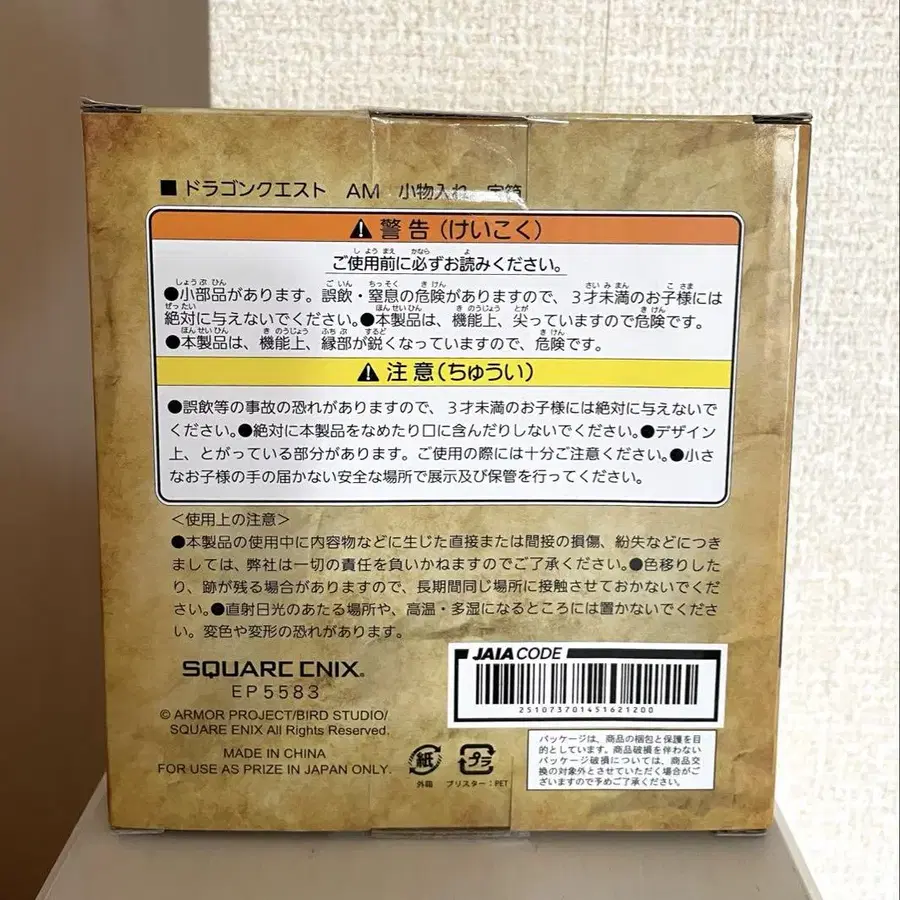 ■ ドラゴンクエスト AM 小物入れ 宝箱
⚠ 警告(けいこく)
ご使用前に必ずお読みください。
●小部品があります。誤飲・窒息の危険がありますので、3才未満のお子様には
絶対に与えないでください。●本製品は、機能上、尖っていますので危険です。
●本製品は、機能上、縁部が鋭くなっていますので、危険です。
⚠ 注意(ちゅうい)
●誤飲等の事故の恐れがありますので、3才未満のお子様には絶対に与えないで
ください。●絶対に本製品をなめたり口に含んだりしないでください。●デザイン
上、とがっている部分があります。ご使用の際には十分ご注意ください。●小さ
なお子様の手の届かない安全な場所で展示及び保管を行ってください。
<使用上の注意>
●本製品の使用中に内容物などに生じた直接または間接の損傷、紛失などにつき
ましては、弊社は一切の責任を負いかねますのでご了承ください。●色移りした
り、跡が残る場合がありますので、長期間同じ場所に接触させておかないでくだ
さい。●直射日光のあたる場所や、高温・多湿になるところには置かないでくださ
い。変色や変形の恐れがあります。
SQUARE ENIX.
EP5583
© ARMOR PROJECT/BIRD STUDIO/
SQUARE ENIX All Rights Reserved.
MADE IN CHINA
FOR USE AS PRIZE IN JAPAN ONLY.
紙
外箱
プラ
ブリスター：PET
JAIA CODE
251073701451621200
パッケージは、商品の梱包と保護を目
的としています。商品破損を伴わない
パッケージ破損については、商品交
換の対象外とさせていただく場合がご
ざいますので予めご了承ください。